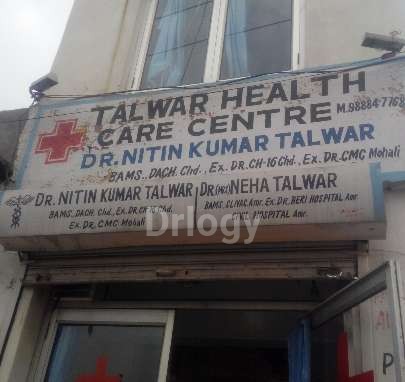 TALWAR HEALTH
CARE CENTRE
DR. NITIN KUMAR TALWAR
BAMS., DACH. Chd., Ex. DR. CH-16 Chd., Ex. DR. CMC Mohali
DR. NITIN KUMAR TALWAR
BAMS., DACH. Chd., Ex. DR. CH-16 Chd.,
Ex. DR. CMC Mohali
NEHA TALWAR
HOSPITAL Amr.
HOSPITAL Amr.
Drlogy
P